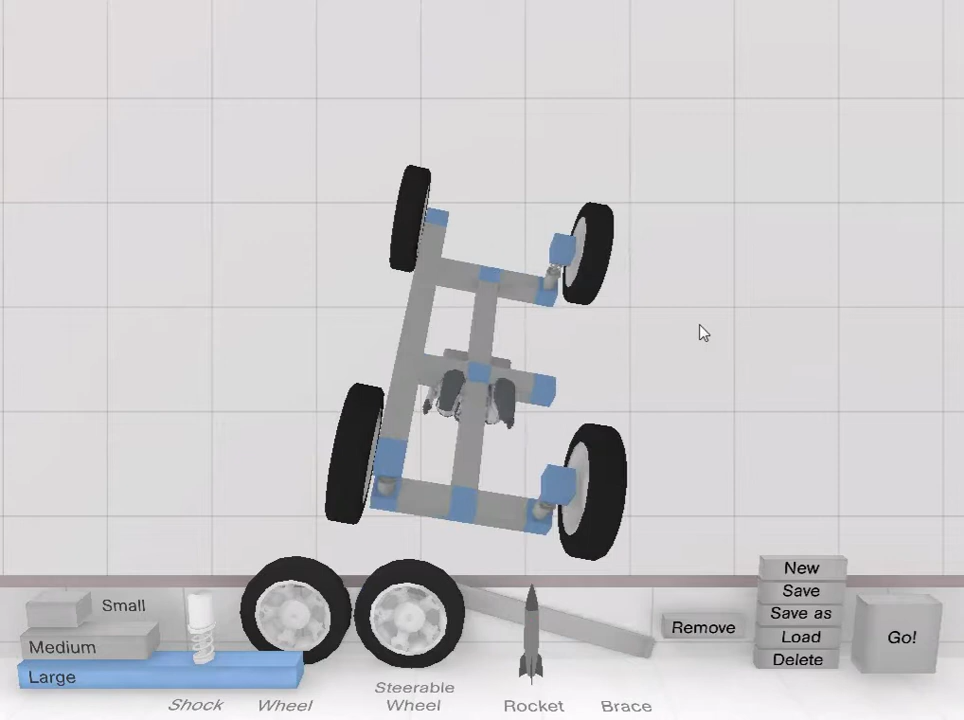 Small
Medium
Large
Shock
Wheel
Steerable
Wheel
Rocket
Brace
Remove
New
Save
Save as
Load
Delete
Go!